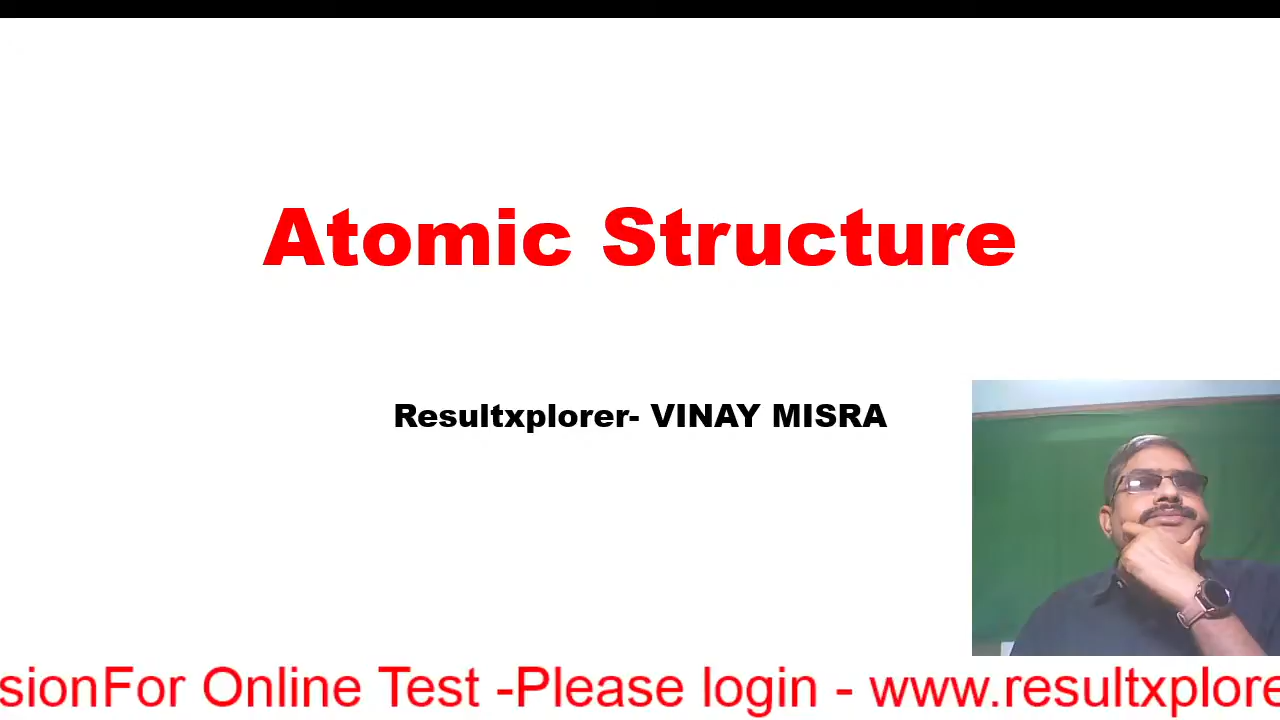 Atomic Structure
Resultxplorer- VINAY MISRA
sionFor Online Test -Please login - www.resultxplore